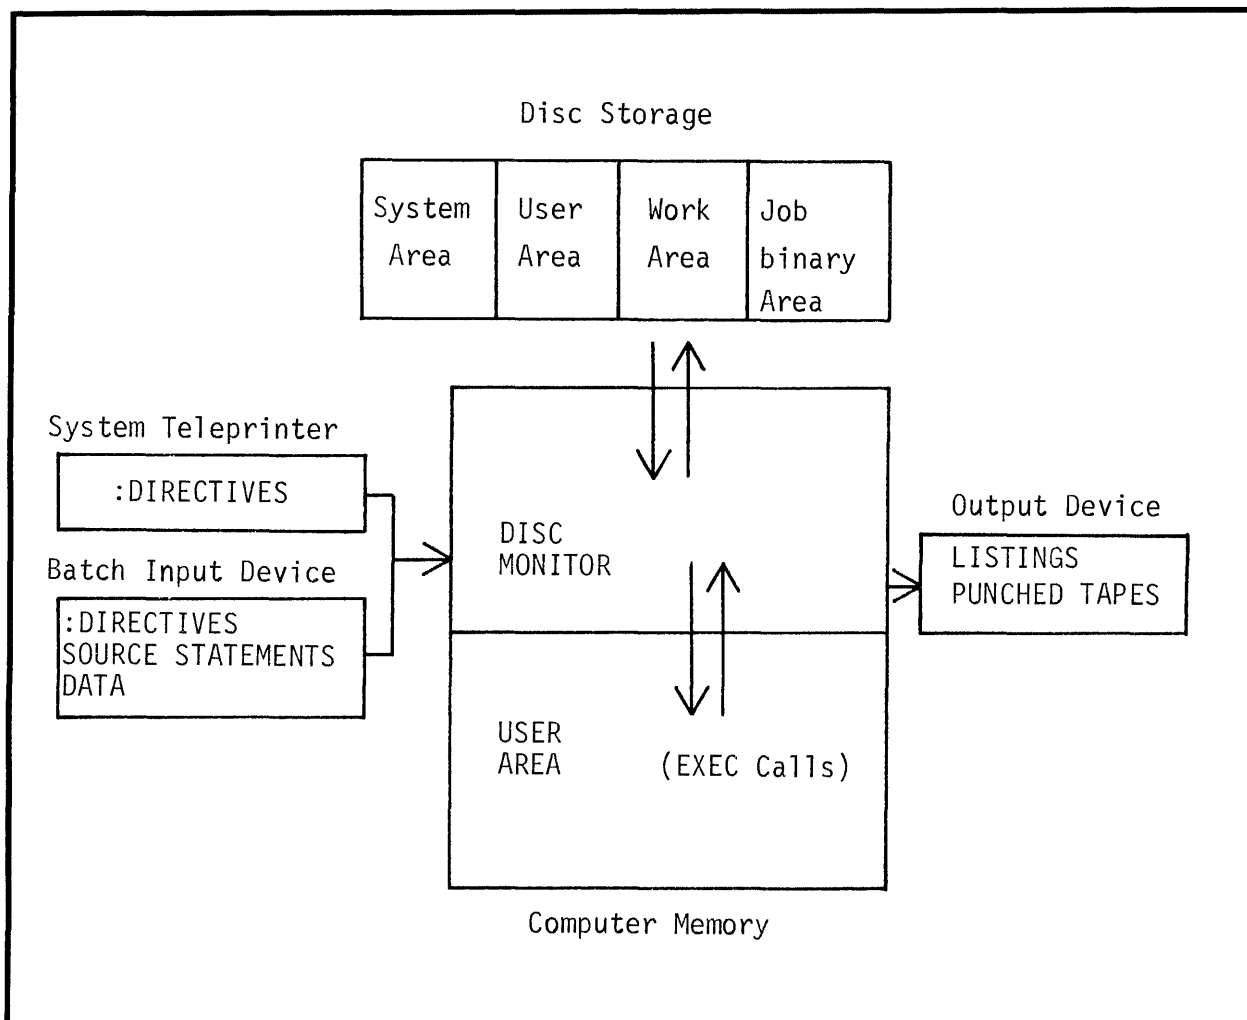 Disc Storage
System
Area
User
Area
Work
Area
Job
binary
Area
System Teleprinter
:DIRECTIVES
Batch Input Device
:DIRECTIVES
SOURCE STATEMENTS
DATA
DISC
MONITOR
USER
AREA
(EXEC Calls)
Output Device
LISTINGS
PUNCHED TAPES
Computer Memory